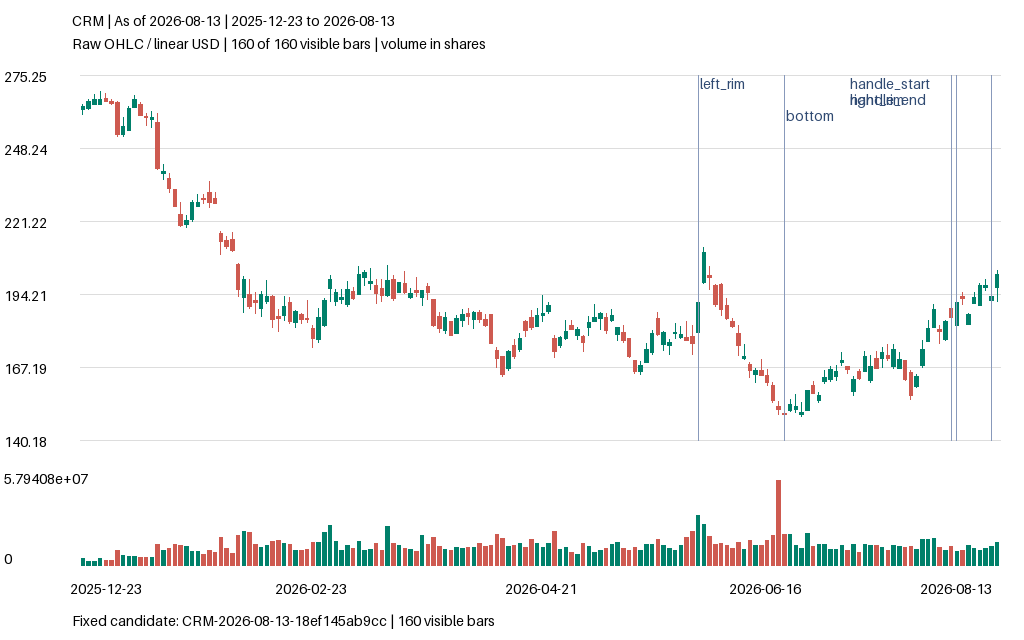 CRM | As of 2026-08-13 | 2025-12-23 to 2026-08-13
Raw OHLC / linear USD | 160 of 160 visible bars | volume in shares
275.25
left_rim
handle_start
bottom
248.24
221.22
194.21
167.19
140.18
5.79408e+07
0
2025-12-23
2026-02-23
2026-04-21
2026-06-16
2026-08-13
Fixed candidate: CRM-2026-08-13-18ef145ab9cc | 160 visible bars